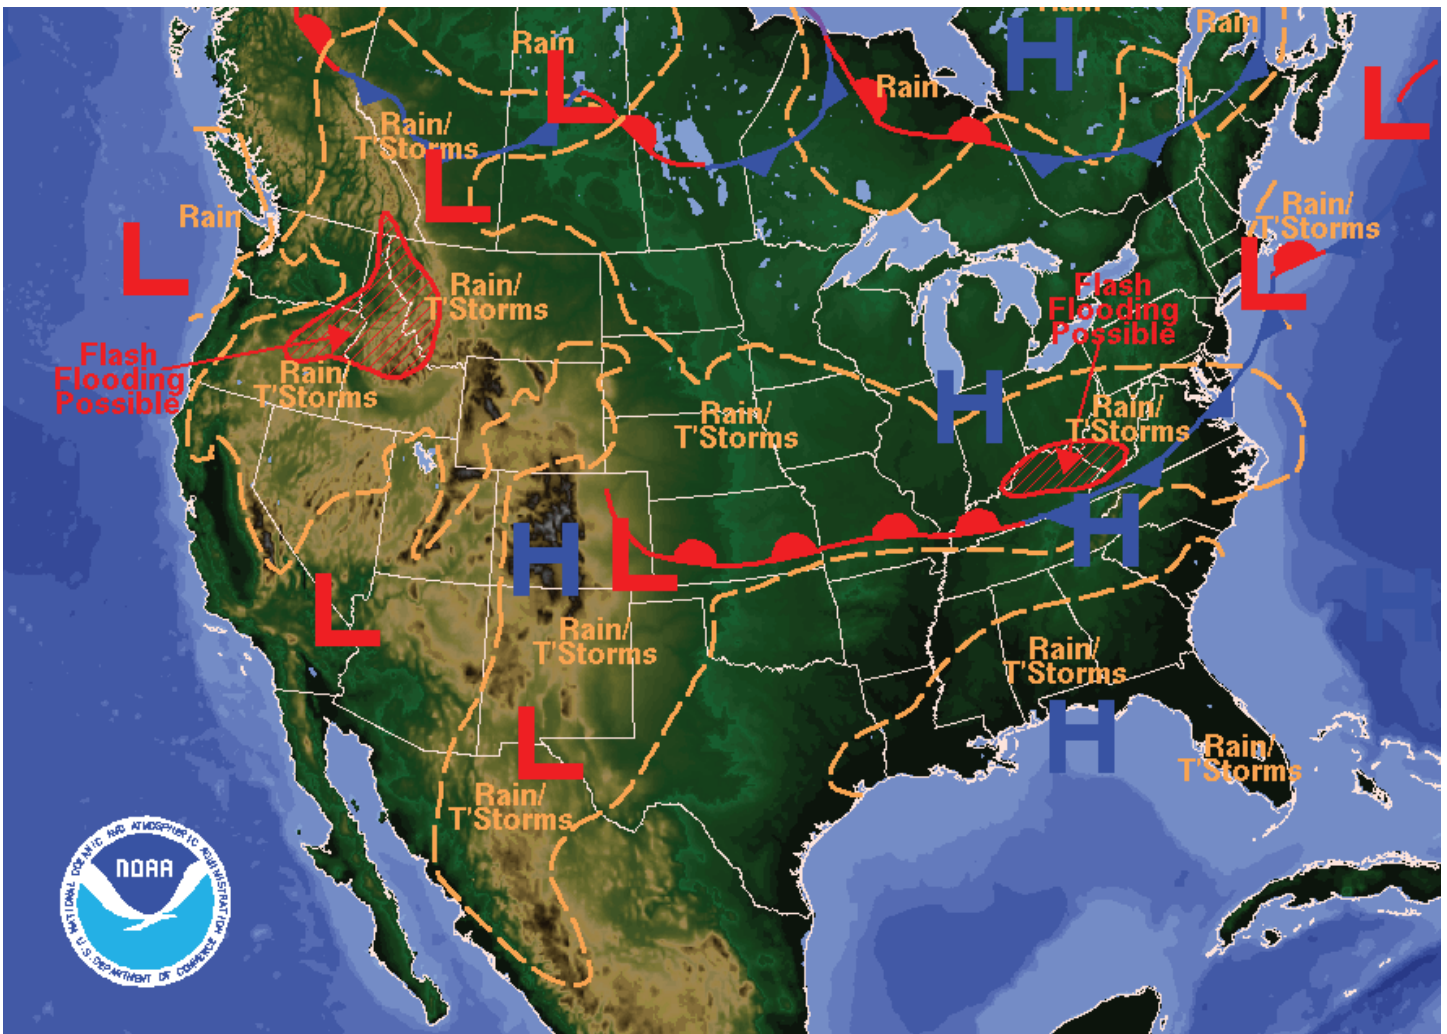 Rain
Rain
Rain
H
L
Rain
L
Rain/
T'Storms
L
Rain
Rain/
T'Storms
L
L
Rain/
T'Storms
L
Flash
Flooding
Possible
Flash
Flooding
Possible
Rain/
T'Storms
H
Rain/
T'Storms
Rain/
T'Storms
H
H
L
L
H
Rain/
T'Storms
Rain/
T'Storms
H
L
Rain/
T'Storms
Rain/
T'Storms
NATIONAL OCEANIC AND ATMOSPHERIC ADMINISTRATION
NOAA
U.S. DEPARTMENT OF COMMERCE